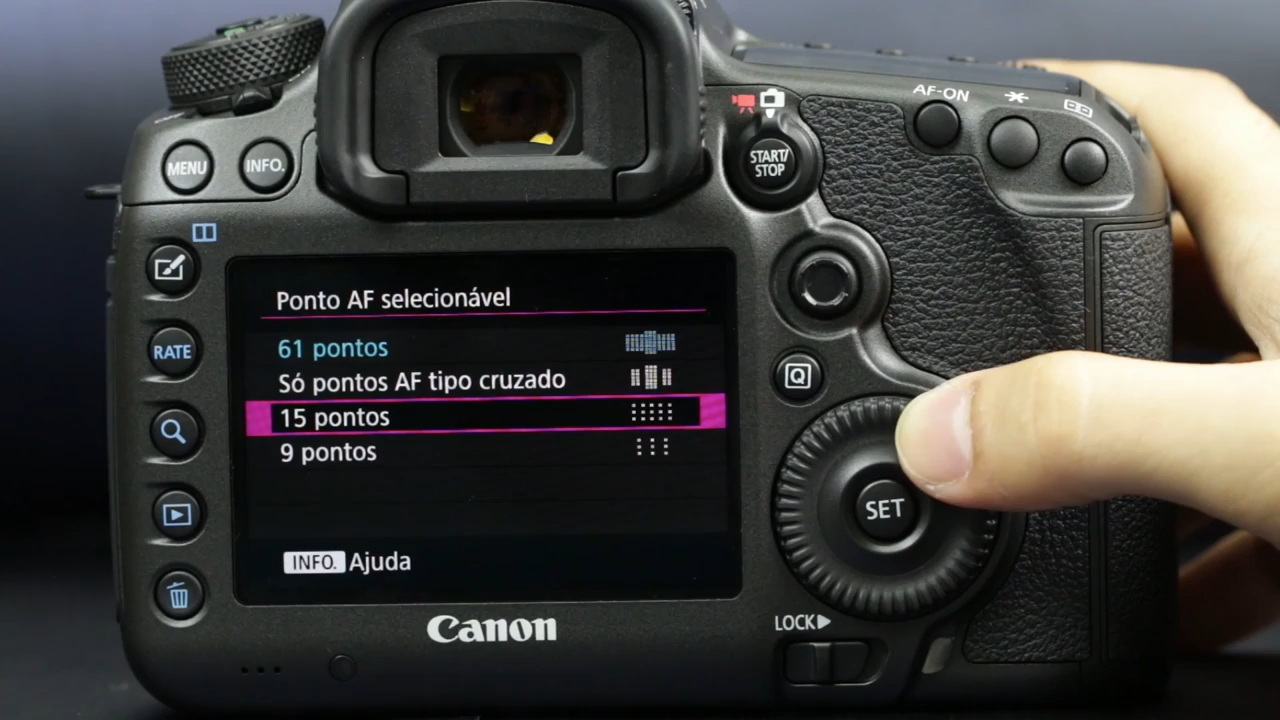 AF-ON
MENU
INFO.
START/
STOP
RATE
Ponto AF selecionável
61 pontos
Só pontos AF tipo cruzado
15 pontos
9 pontos
INFO. Ajuda
Q
SET
Canon
LOCK